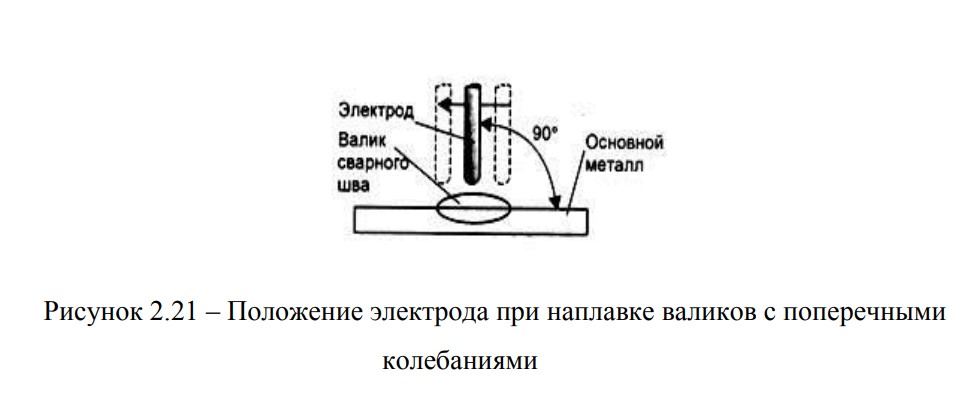 Электрод
Валик
сварного
шва
90°
Основной
металл
Рисунок 2.21 – Положение электрода при наплавке валиков с поперечными
колебаниями